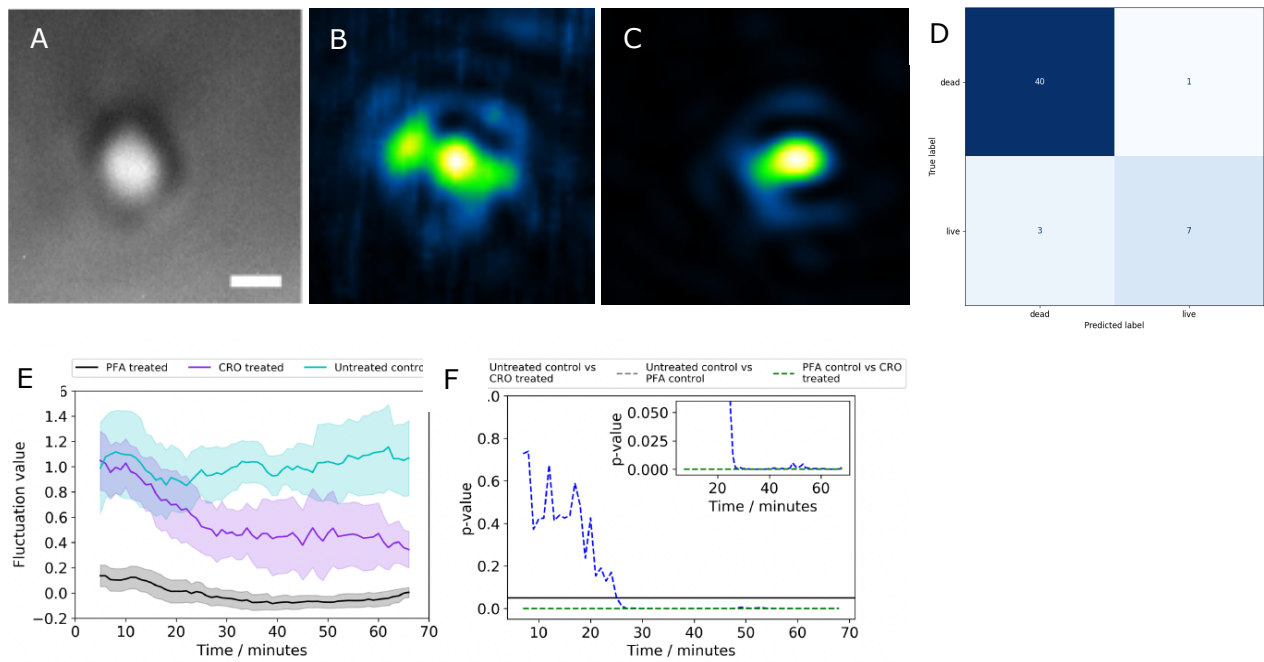 A
B
C
D
dead
40
1
True label
live
3
7
dead
live
Predicted label
E
PFA treated
CRO treated
Untreated contro
5
1.4
1.2
1.0
0.8
0.6
0.4
0.2
0.0
−0.2
Fluctuation value
0
10
20
30
40
50
60
70
Time / minutes
F
Untreated control vs
CRO treated
Untreated control vs
PFA control
PFA control vs CRO
treated
.0
0.8
0.6
0.4
0.2
0.0
p-value
10
20
30
40
50
60
70
Time / minutes
0.050
0.025
0.000
p-value
20
40
60
Time / minutes